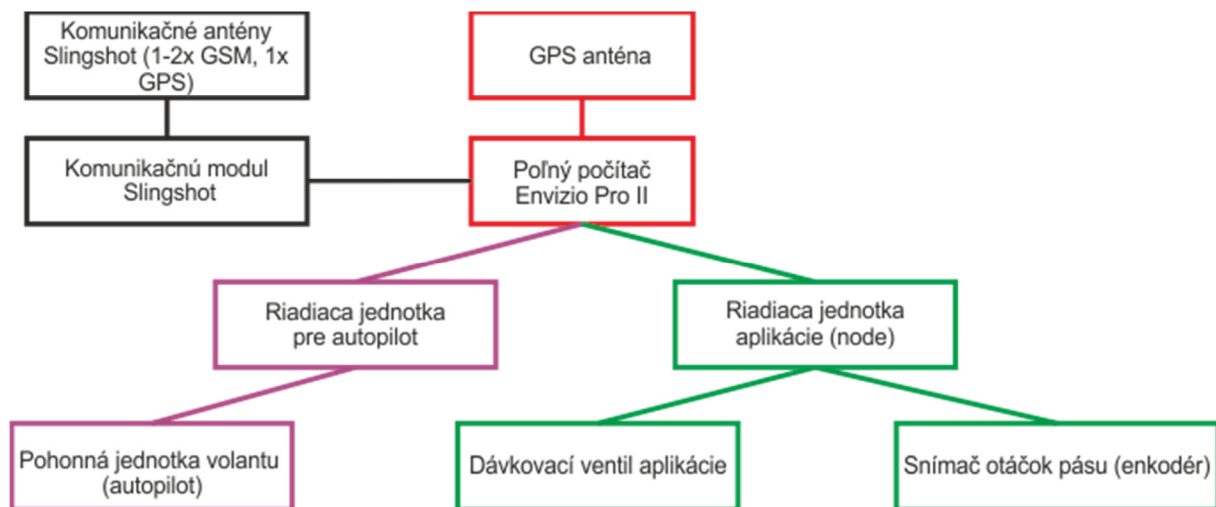 Komunikačné antény
Slingshot (1-2x GSM, 1x
GPS)
GPS anténa
Komunikačnú modul
Slingshot
Poľný počítač
Envizio Pro II
Riadiaca jednotka
pre autopilot
Riadiaca jednotka
aplikácie (node)
Pohonná jednotka volantu
(autopilot)
Dávkovací ventil aplikácie
Snímač otáčok pásu (enkodér)